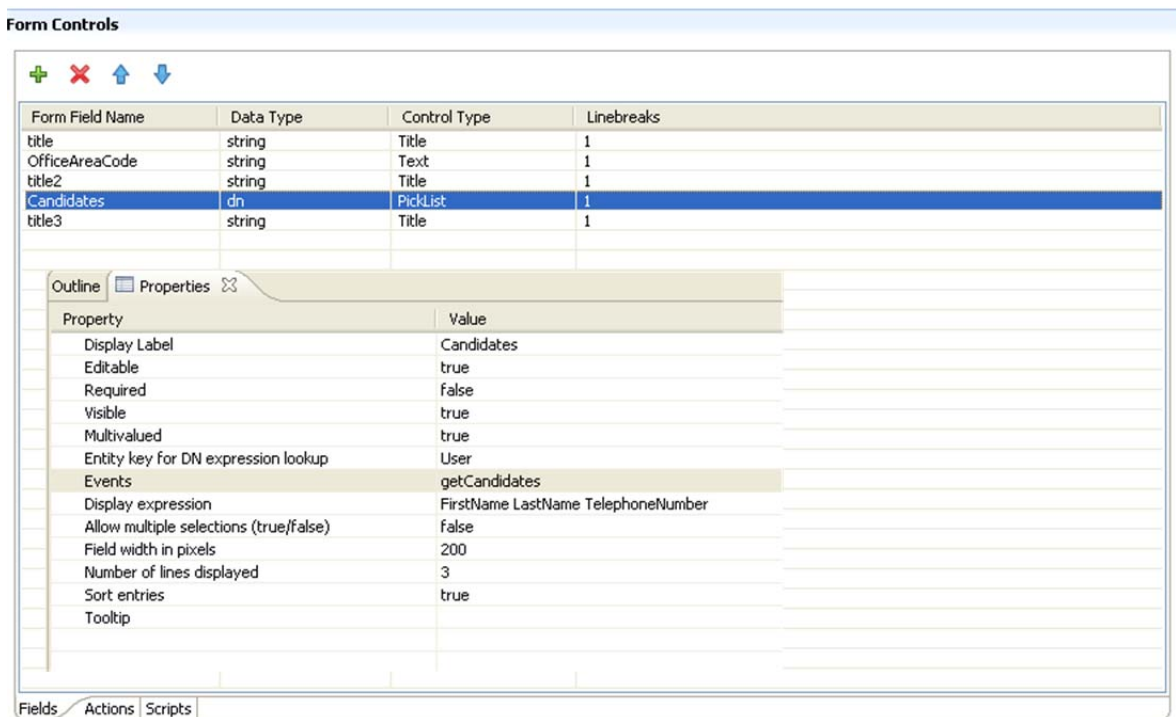 Form Controls
Form Field Name Data Type Control Type Linebreaks
title string Title 1
OfficeAreaCode string Text 1
title2 string Title 1
Candidates dn PickList 1
title3 string Title 1
Outline Properties
Property Value
Display Label Candidates
Editable true
Required false
Visible true
Multivalued true
Entity key for DN expression lookup User
Events getCandidates
Display expression FirstName LastName TelephoneNumber
Allow multiple selections (true/false) false
Field width in pixels 200
Number of lines displayed 3
Sort entries true
Tooltip
Fields Actions Scripts